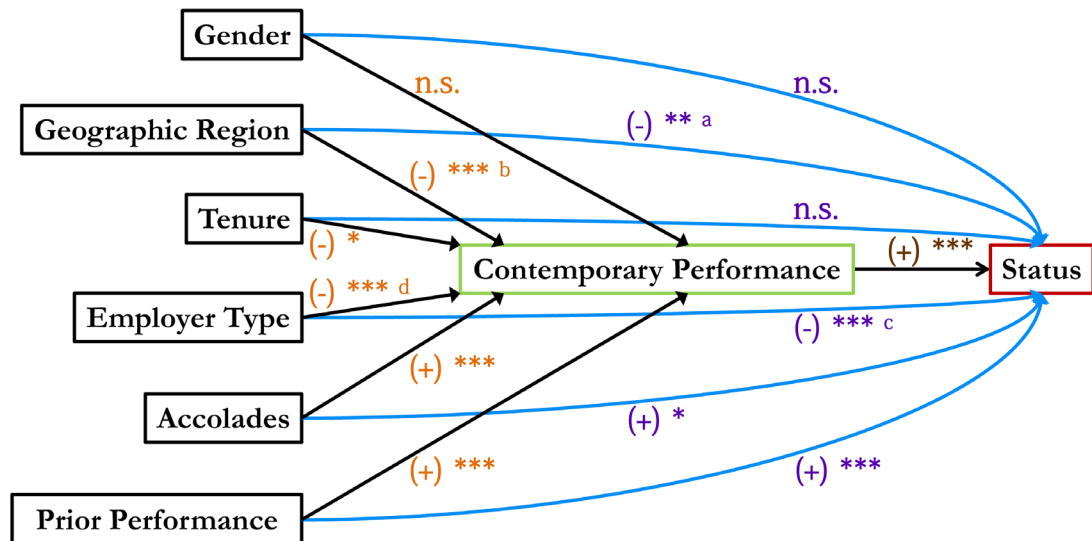 Gender
n.s.
n.s.
Geographic Region
(-) ** a
(-) *** b
Tenure
n.s.
(-) *
(+) ***
Contemporary Performance
Status
(-) *** d
Employer Type
(-) *** c
(+) ***
Accolades
(+) *
(+) ***
(+) ***
Prior Performance